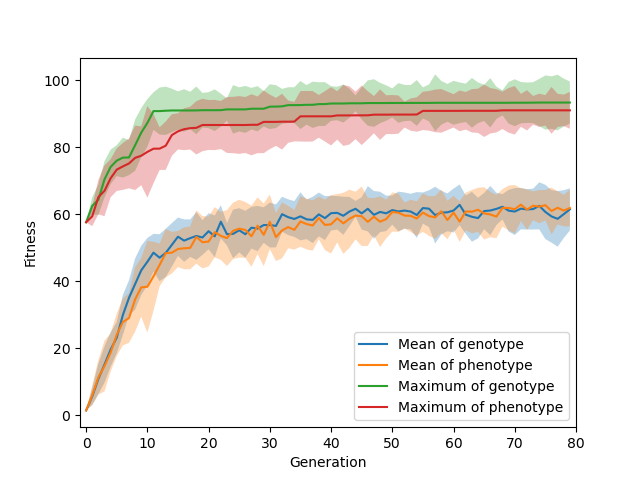 100
80
60
40
20
0
Fitness
0 10 20 30 40 50 60 70 80
Generation
Mean of genotype
Mean of phenotype
Maximum of genotype
Maximum of phenotype